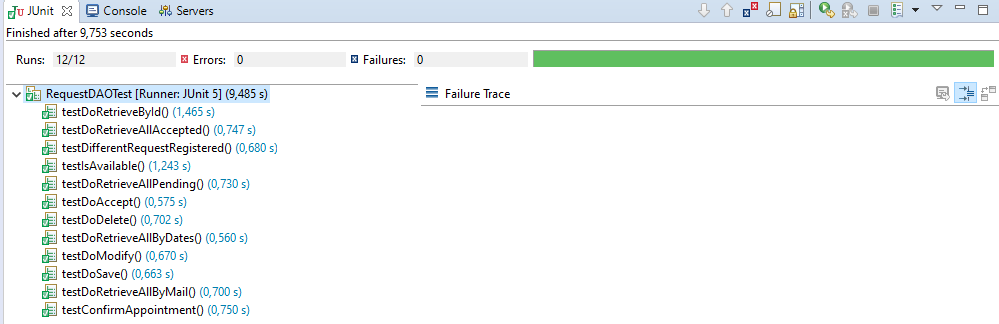 JUnit Console Servers
Finished after 9,753 seconds
Runs: 12/12 Errors: 0 Failures: 0
RequestDAOTest [Runner: JUnit 5] (9,485 s) Failure Trace
testDoRetrieveById() (1,465 s)
testDoRetrieveAllAccepted() (0,747 s)
testDifferentRequestRegistered() (0,680 s)
testIsAvailable() (1,243 s)
testDoRetrieveAllPending() (0,730 s)
testDoAccept() (0,575 s)
testDoDelete() (0,702 s)
testDoRetrieveAllByDates() (0,560 s)
testDoModify() (0,670 s)
testDoSave() (0,663 s)
testDoRetrieveAllByMail() (0,700 s)
testConfirmAppointment() (0,750 s)